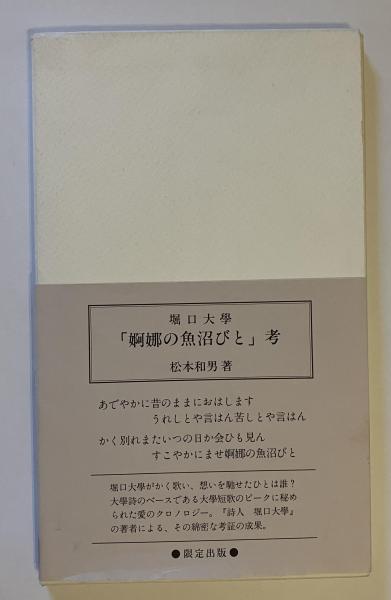 堀口大學
「婀娜の魚沼びと」考
松本和男著
あでやかに昔のままにおはします
うれしとや言はん苦しとや言はん
かく別れまたいつの日か会ひも見ん
すこやかにませ婀娜の魚沼びと
堀口大學がかく歌い、想いを馳せたひとは誰？
大學詩のベースである大學短歌のピークに秘め
られた愛のクロノロジー。『詩人　堀口大學』
の著者による、その綿密な考証の成果。
●限定出版●